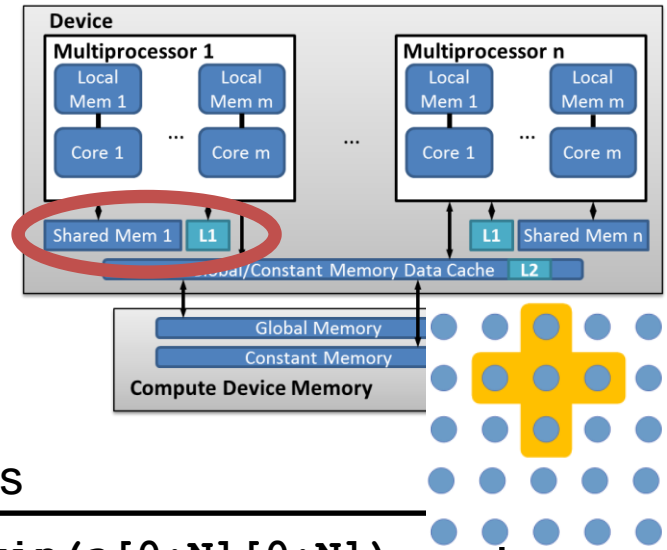 Device
Multiprocessor 1
Multiprocessor n
Local Mem 1
Local Mem m
Local Mem 1
Local Mem m
...
...
...
Core 1
Core m
Core 1
Core m
Shared Mem 1
L1
L1
Shared Mem n
Global/Constant Memory Data Cache
L2
Global Memory
Constant Memory
Compute Device Memory
s
(a[0:N][0:N])